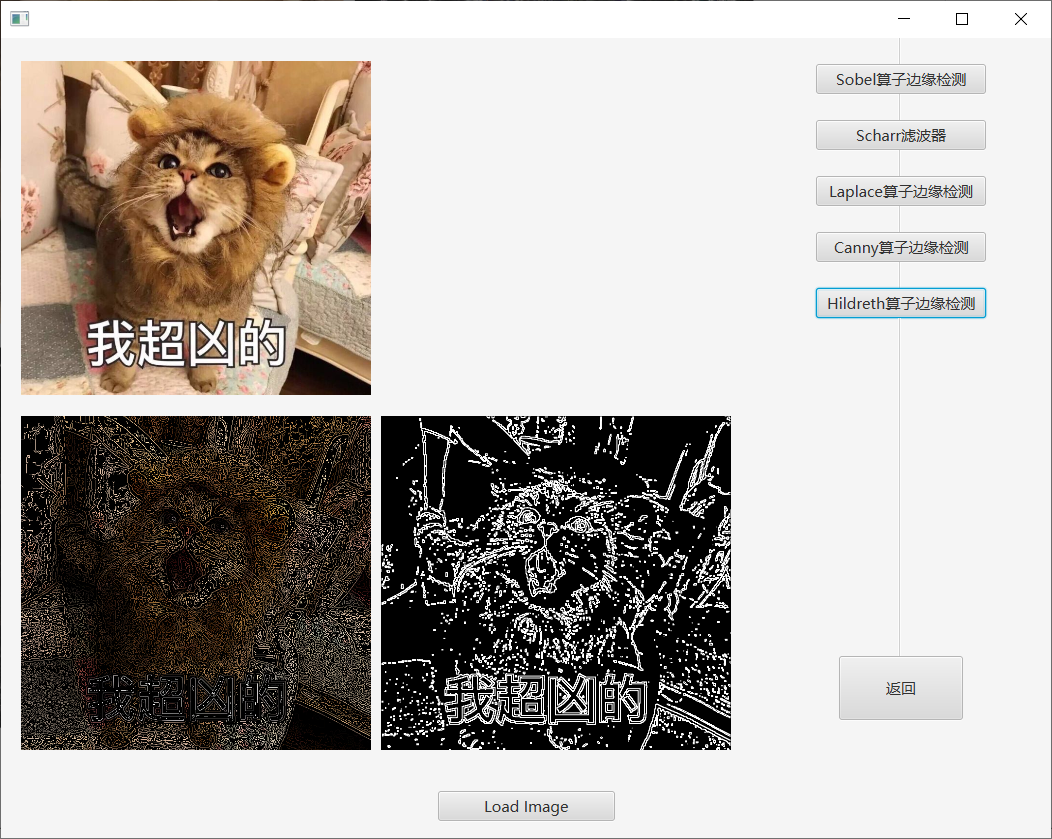 Sobel算子边缘检测
Scharr滤波器
Laplace算子边缘检测
Canny算子边缘检测
Hildreth算子边缘检测
我超凶的
我超凶的
我超凶的
返回
Load Image